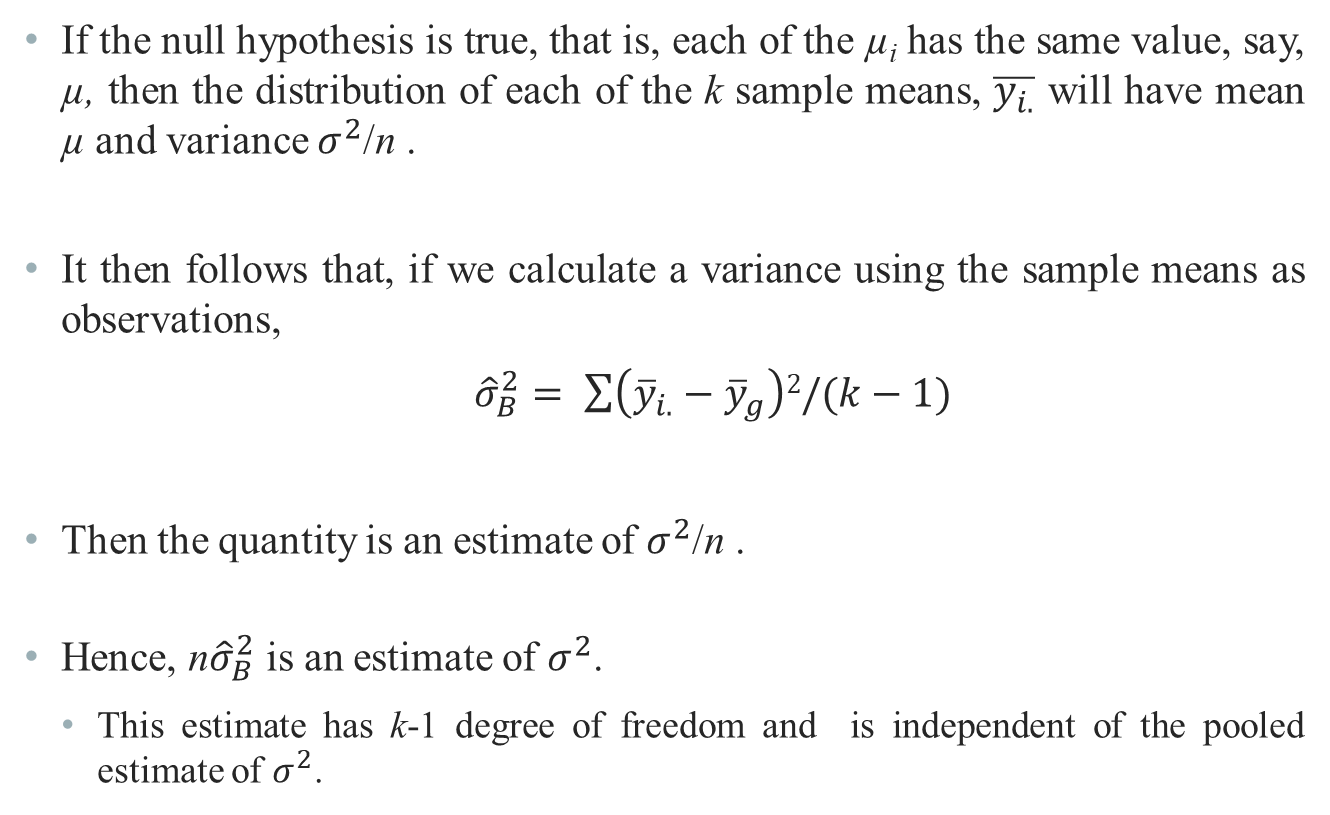 • If the null hypothesis is true, that is, each of the μᵢ has the same value, say,
μ, then the distribution of each of the k sample means, y̅ᵢ. will have mean
μ and variance σ²/n .
• It then follows that, if we calculate a variance using the sample means as
observations,
σ̂²_B = ∑(y̅ᵢ. − y̅_g)²/(k − 1)
• Then the quantity is an estimate of σ²/n .
• Hence, nσ̂²_B is an estimate of σ².
• This estimate has k-1 degree of freedom and is independent of the pooled
estimate of σ².